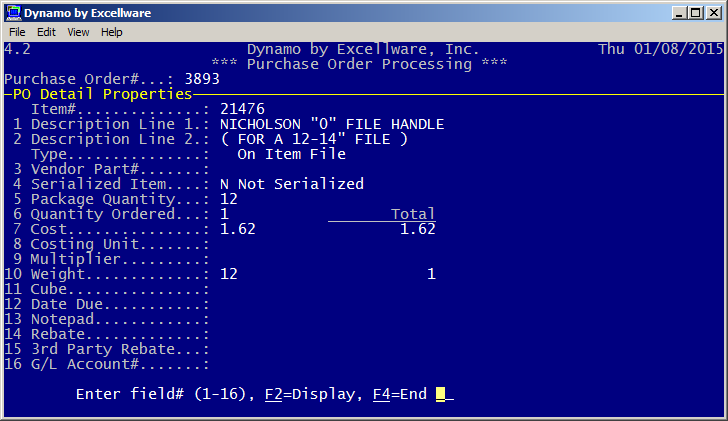 Dynamo by Excellware
File Edit View Help
4.2 Dynamo by Excellware, Inc. Thu 01/08/2015
*** Purchase Order Processing ***
Purchase Order#...: 3893
PO Detail Properties
Item#..............: 21476
1 Description Line 1.: NICHOLSON "0" FILE HANDLE
2 Description Line 2.: ( FOR A 12-14" FILE )
Type...............: On Item File
3 Vendor Part#.......:
4 Serialized Item....: N Not Serialized
5 Package Quantity...: 12
6 Quantity Ordered...: 1 Total
7 Cost...............: 1.62 1.62
8 Costing Unit.......:
9 Multiplier.........:
10 Weight.............: 12 1
11 Cube...............:
12 Date Due...........:
13 Notepad............:
14 Rebate.............:
15 3rd Party Rebate...:
16 G/L Account#.......:
Enter field# (1-16), F2=Display, F4=End